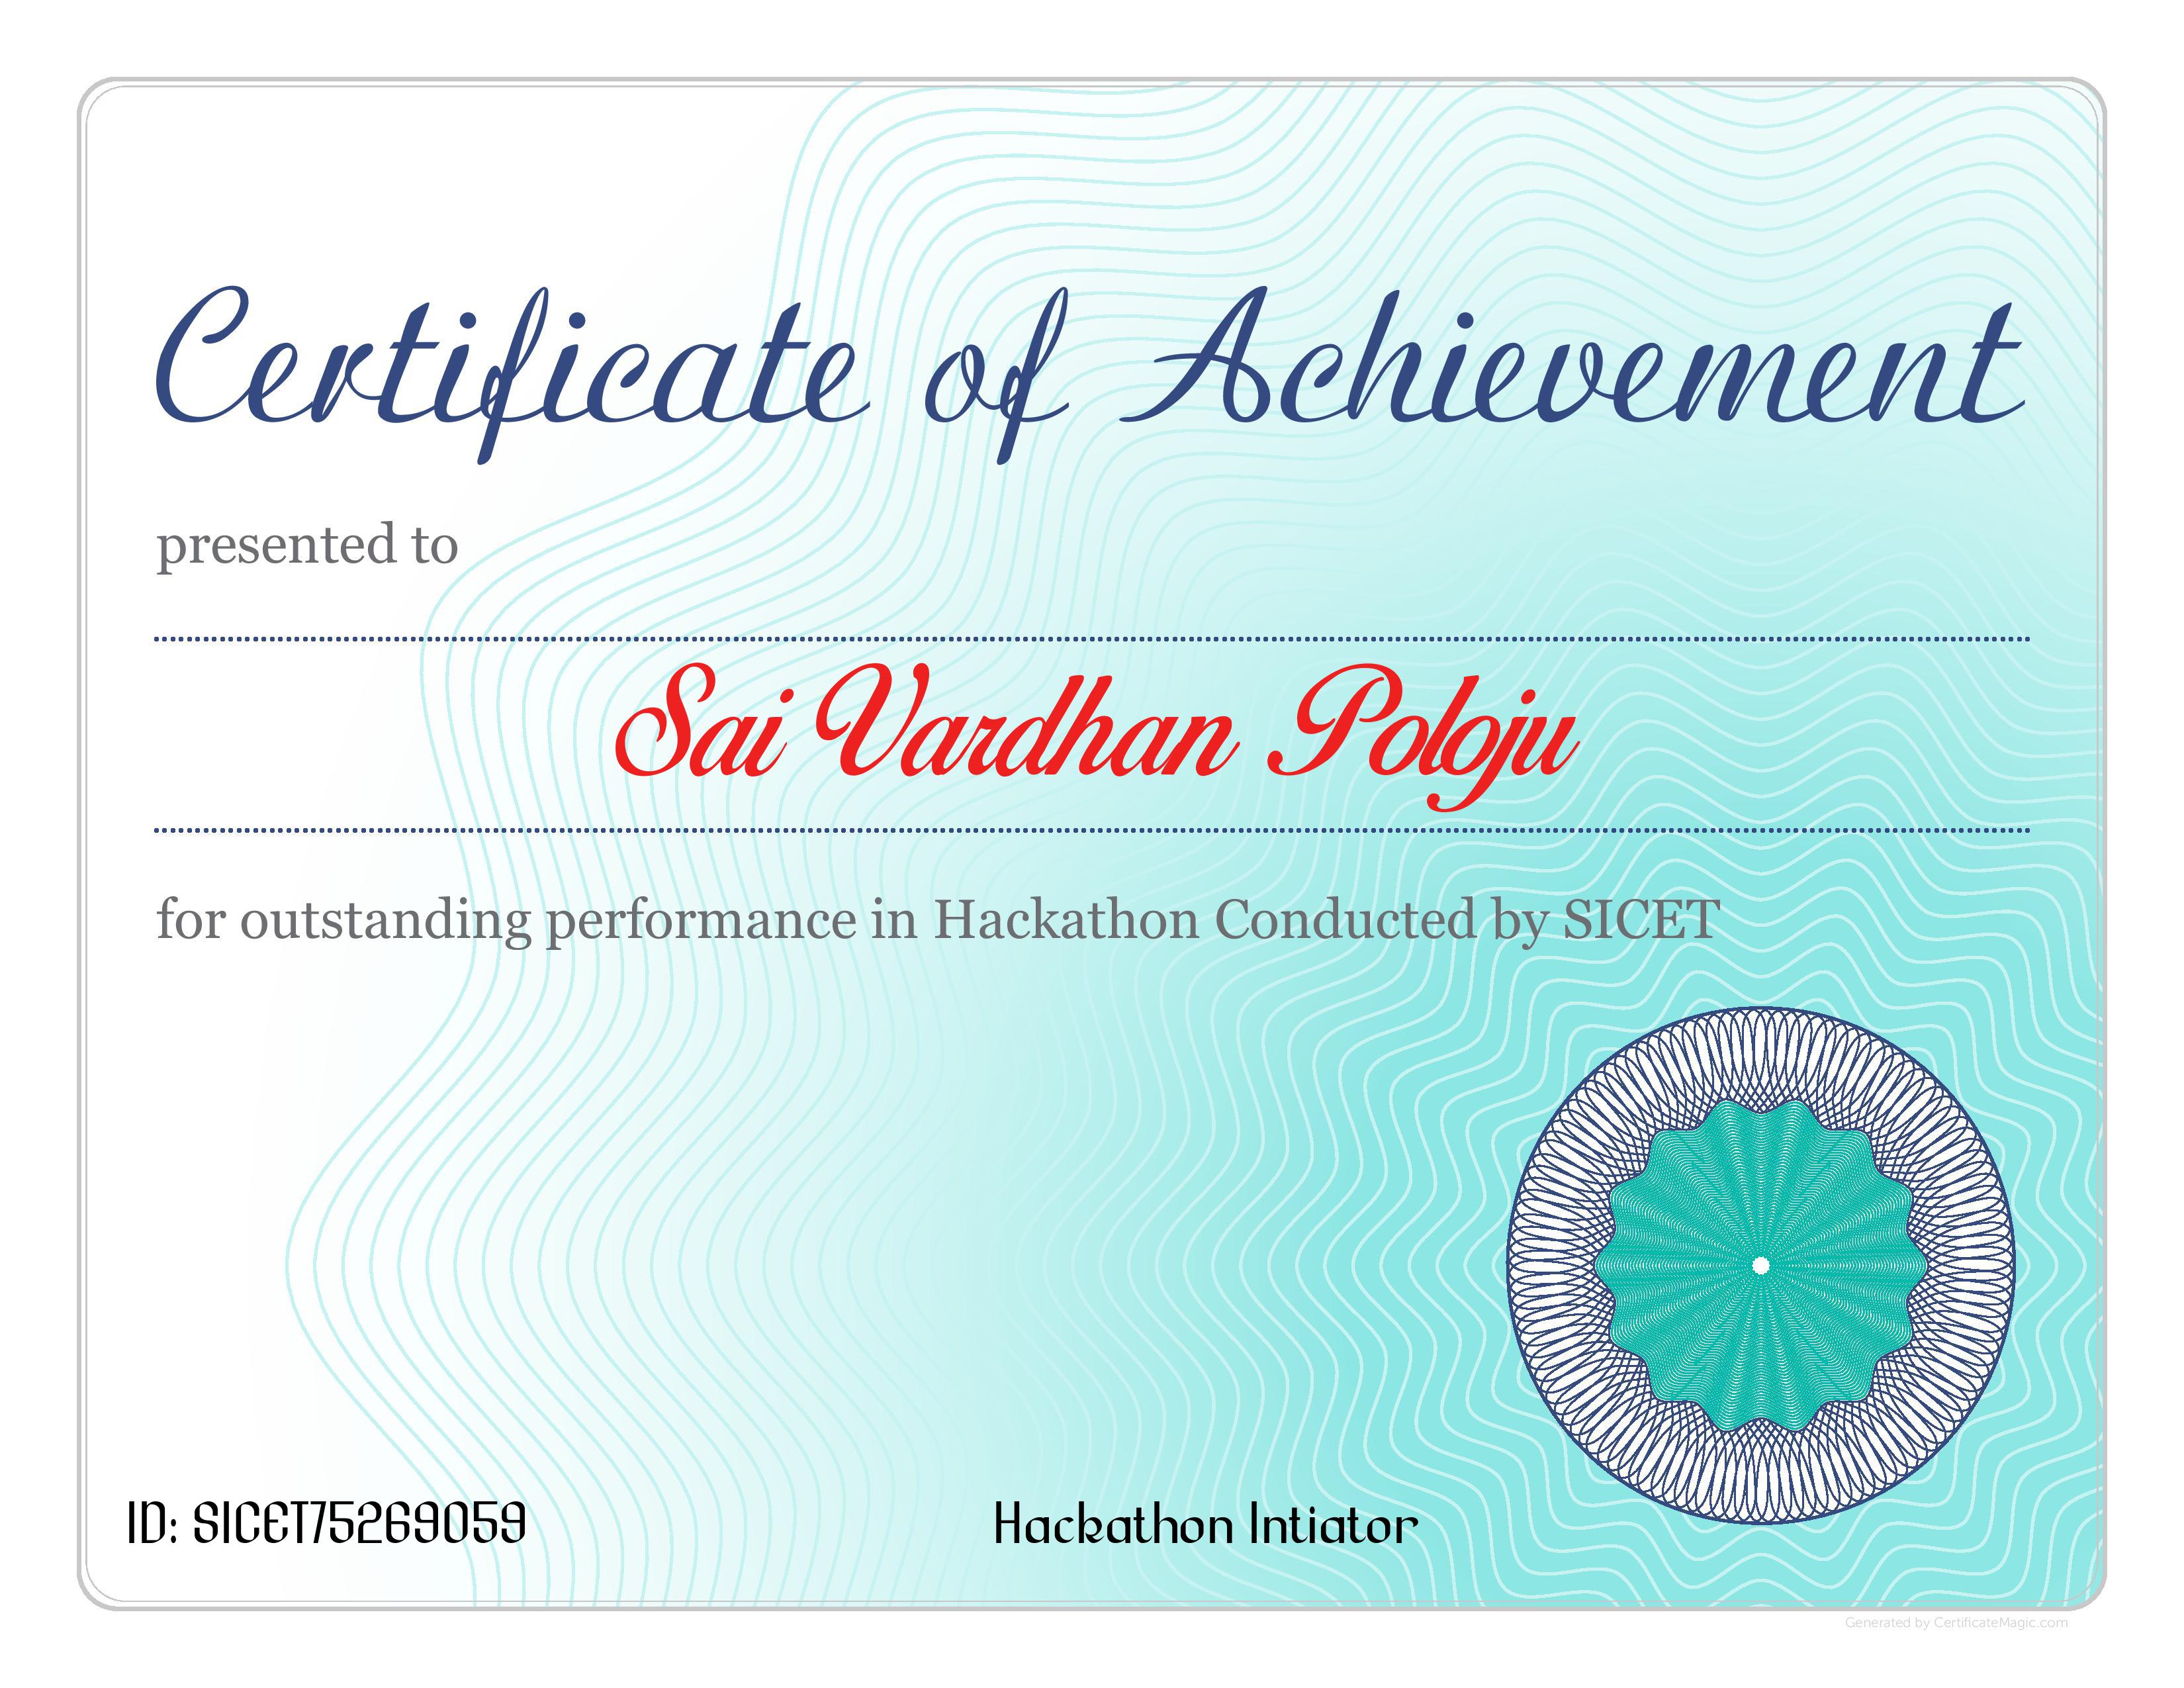 Certificate of Achievement
presented to
Sai Vardhan Poloju
for outstanding performance in Hackathon Conducted by SICET
ID: SICET75269059
Hackathon Intiator
Generated by CertificateMagic.com